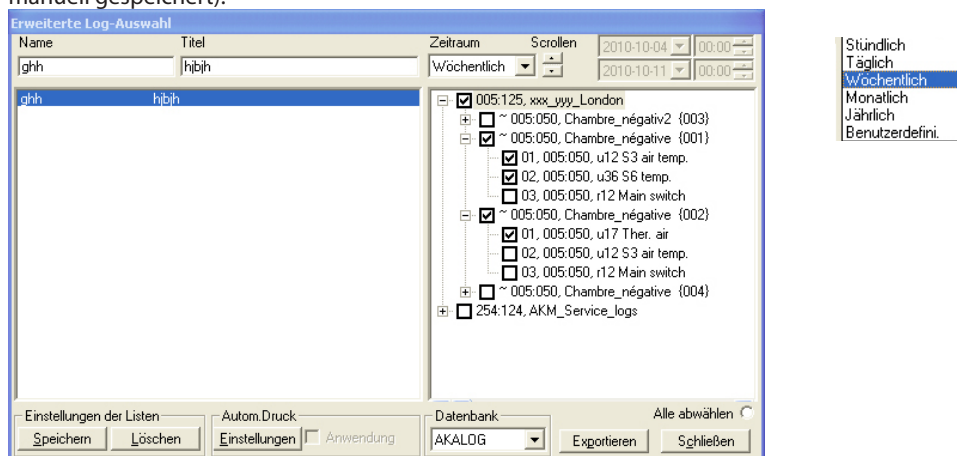 manuell gespeichert).
Erweiterte Log-Auswahl
Name Titel Zeitraum Scrollen 2010-10-04 00:00
ghh hjbjh Wöchentlich 2010-10-11 00:00
ghh hjbjh
005:125, xxx_yyy_London
~ 005:050, Chambre_négativ2 {003}
~ 005:050, Chambre_négative {001}
01, 005:050, u12 S3 air temp.
02, 005:050, u36 S6 temp.
03, 005:050, r12 Main switch
~ 005:050, Chambre_négative {002}
01, 005:050, u17 Ther. air
02, 005:050, u12 S3 air temp.
03, 005:050, r12 Main switch
~ 005:050, Chambre_négative {004}
254:124, AKM_Service_logs
Einstellungen der Listen Autom.Druck Datenbank Alle abwählen
Speichern Löschen Einstellungen Anwendung AKALOG Exportieren Schließen
Stündlich
Täglich
Wöchentlich
Monatlich
Jährlich
Benutzerdefini.